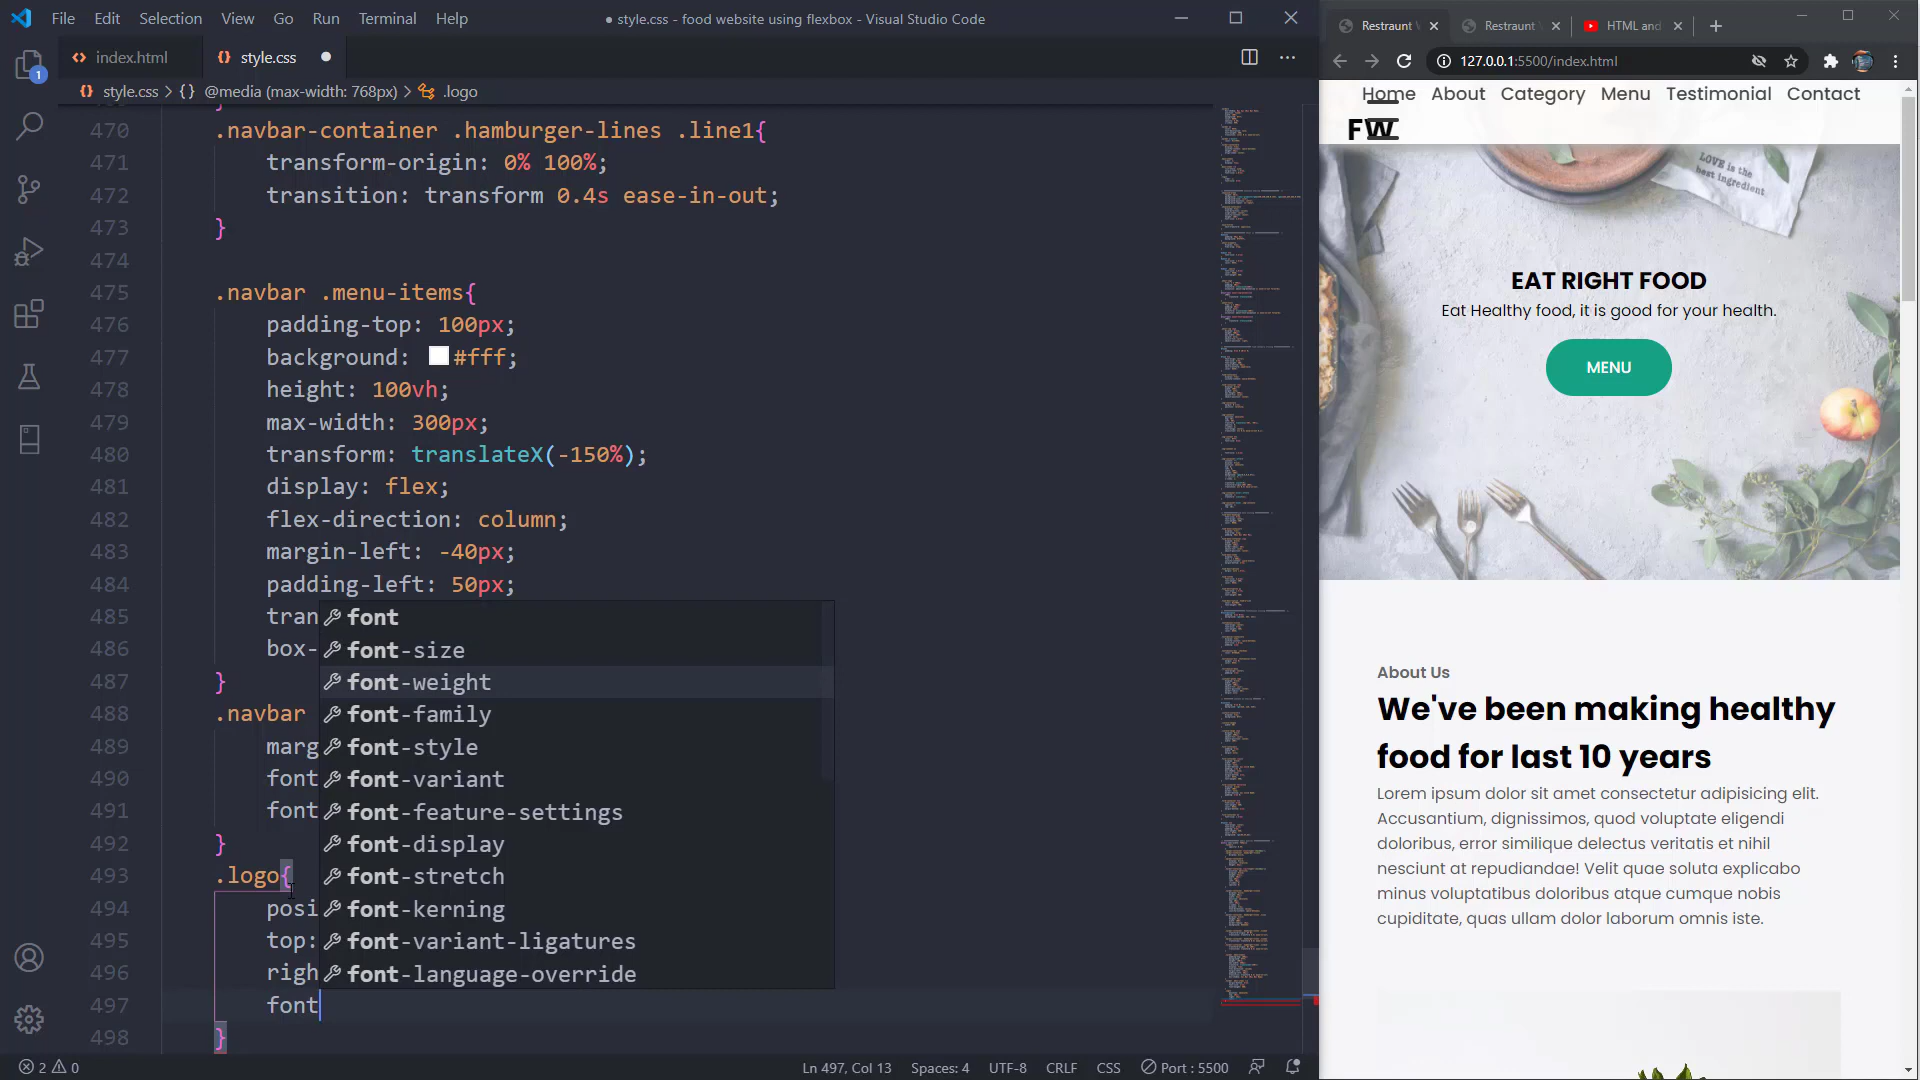 File Edit Selection View Go Run Terminal Help
● style.css - food website using flexbox - Visual Studio Code
index.html
style.css ●
style.css > {} @media (max-width: 768px) > .logo
470 .navbar-container .hamburger-lines .line1{
471 transform-origin: 0% 100%;
472 transition: transform 0.4s ease-in-out;
473 }
474
475 .navbar .menu-items{
476 padding-top: 100px;
477 background: #fff;
478 height: 100vh;
479 max-width: 300px;
480 transform: translateX(-150%);
481 display: flex;
482 flex-direction: column;
483 margin-left: -40px;
484 padding-left: 50px;
485 tran
486 box-
487 }
488 .navbar
489 marg
490 font
491 font
492 }
493 .logo{
494 posi
495 top:
496 righ
497 font
498 }
font
font-size
font-weight
font-family
font-style
font-variant
font-feature-settings
font-display
font-stretch
font-kerning
font-variant-ligatures
font-language-override
1
2 0
Ln 497, Col 13
Spaces: 4
UTF-8
CRLF
CSS
Port : 5500
Restraunt
Restraunt
HTML and
127.0.0.1:5500/index.html
Home About Category Menu Testimonial Contact
FW
LOVE is the
best ingredient
EAT RIGHT FOOD
Eat Healthy food, it is good for your health.
MENU
About Us
We've been making healthy
food for last 10 years
Lorem ipsum dolor sit amet consectetur adipisicing elit.
Accusantium, dignissimos, quod voluptate eligendi
doloribus, error similique delectus veritatis et nihil
nesciunt at repudiandae! Velit quae soluta explicabo
minus voluptatibus doloribus atque cumque nobis
cupiditate, quas ullam dolor laborum omnis iste.